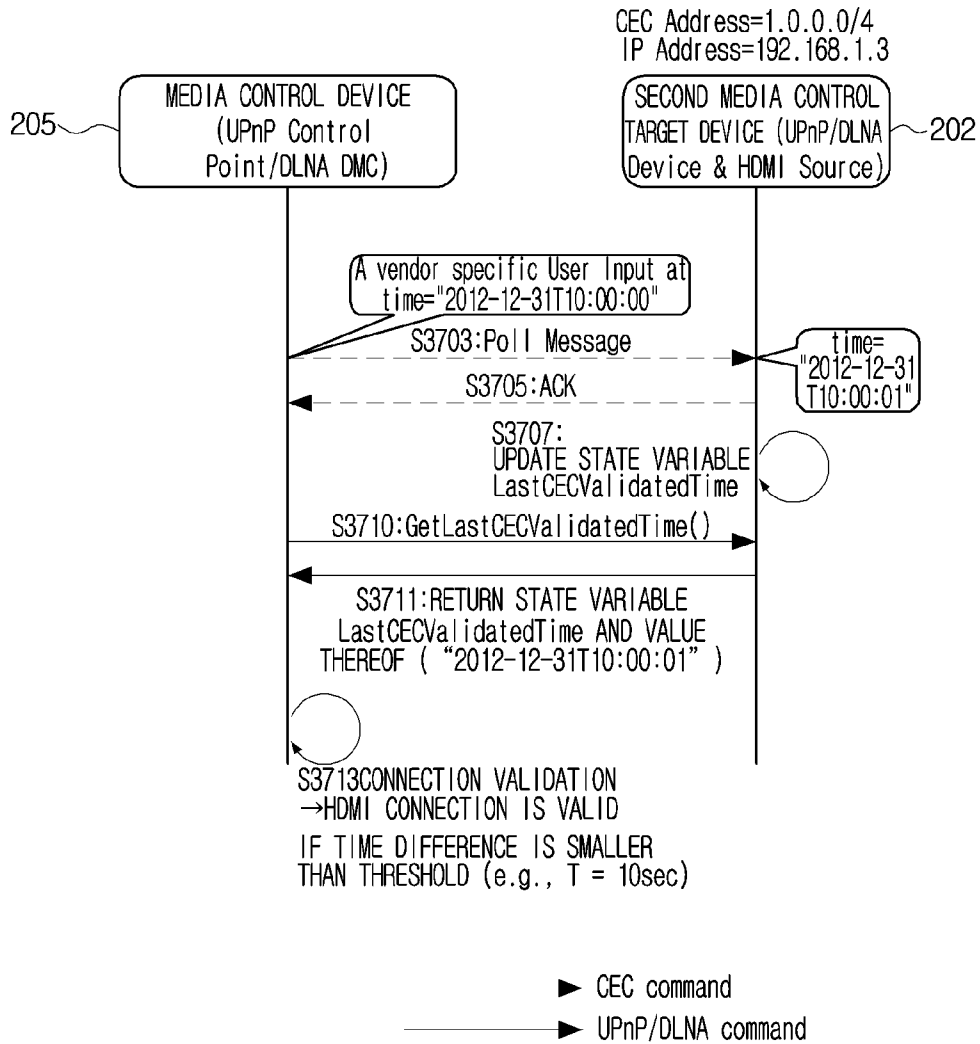 CEC Address=1.0.0.0/4
IP Address=192.168.1.3
205
MEDIA CONTROL DEVICE
(UPnP Control
Point/DLNA DMC)
SECOND MEDIA CONTROL
TARGET DEVICE (UPnP/DLNA
Device & HDMI Source)
202
A vendor specific User Input at
time="2012-12-31T10:00:00"
S3703:Poll Message
time=
"2012-12-31
T10:00:01"
S3705:ACK
S3707:
UPDATE STATE VARIABLE
LastCECValidatedTime
S3710:GetLastCECValidatedTime()
S3711:RETURN STATE VARIABLE
LastCECValidatedTime AND VALUE
THEREOF ( “2012-12-31T10:00:01” )
S3713CONNECTION VALIDATION
→HDMI CONNECTION IS VALID
IF TIME DIFFERENCE IS SMALLER
THAN THRESHOLD (e.g., T = 10sec)
CEC command
UPnP/DLNA command